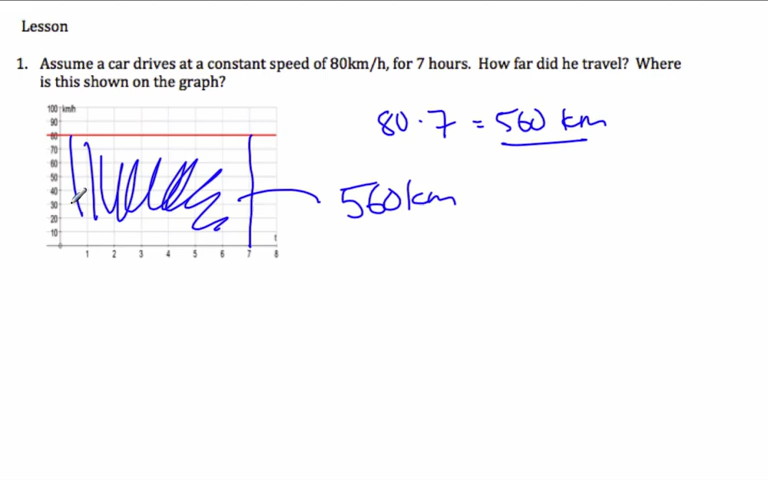 Lesson
1. Assume a car drives at a constant speed of 80km/h, for 7 hours. How far did he travel? Where
is this shown on the graph?
100 kmh
90
80
70
60
50
40
30
20
10
0
t
1 2 3 4 5 6 7 8
80 · 7 = 560 km
560km